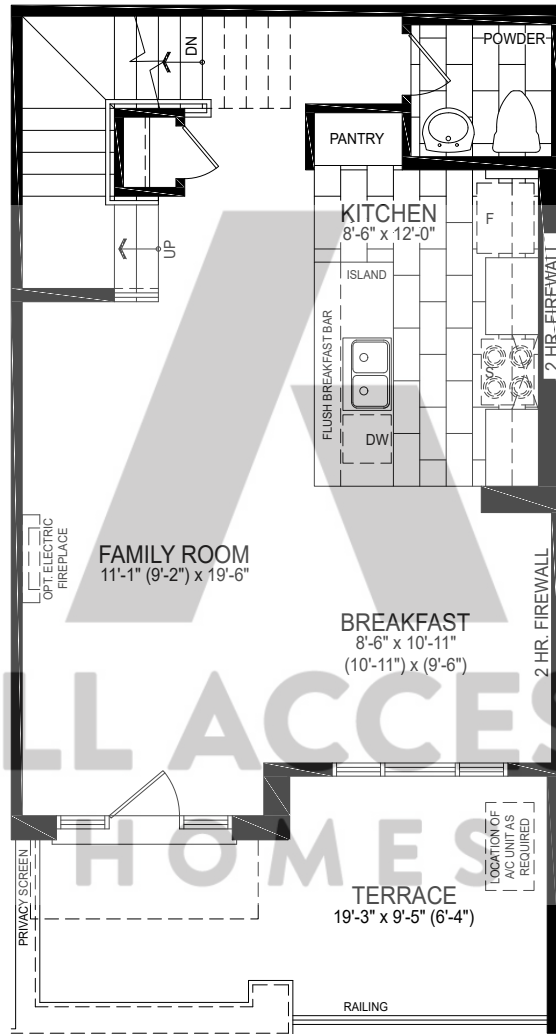 DN
POWDER
PANTRY
KITCHEN
8'-6" x 12'-0"
F
UP
ISLAND
2 HR. FIREWALL
FLUSH BREAKFAST BAR
S
DW
OPT. ELECTRIC
FIREPLACE
FAMILY ROOM
11'-1" (9'-2") x 19'-6"
BREAKFAST
8'-6" x 10'-11"
(10'-11") x (9'-6")
2 HR. FIREWALL
LL ACCES
HOMES
LOCATION OF
A/C UNIT AS
REQUIRED
PRIVACY SCREEN
TERRACE
19'-3" x 9'-5" (6'-4")
RAILING